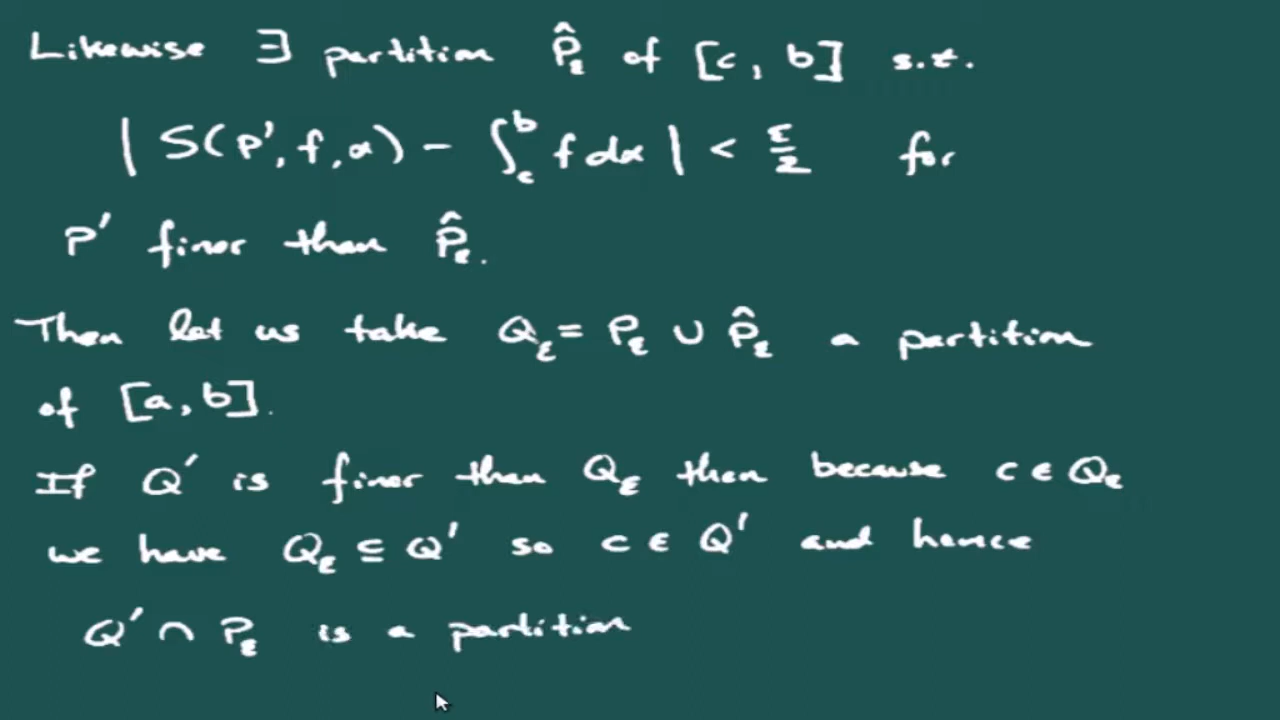 Likewise ∃ partition P̂_ε of [c, b] s.t.
| S(P', f, α) - ∫_c^b f dα | < ε/2 for
P' finer than P̂_ε.
Then let us take Q_ε = P_ε ∪ P̂_ε a partition
of [a, b].
If Q' is finer than Q_ε then because c ∈ Q_ε
we have Q_ε ⊆ Q' so c ∈ Q' and hence
Q' ∩ P_ε is a partition